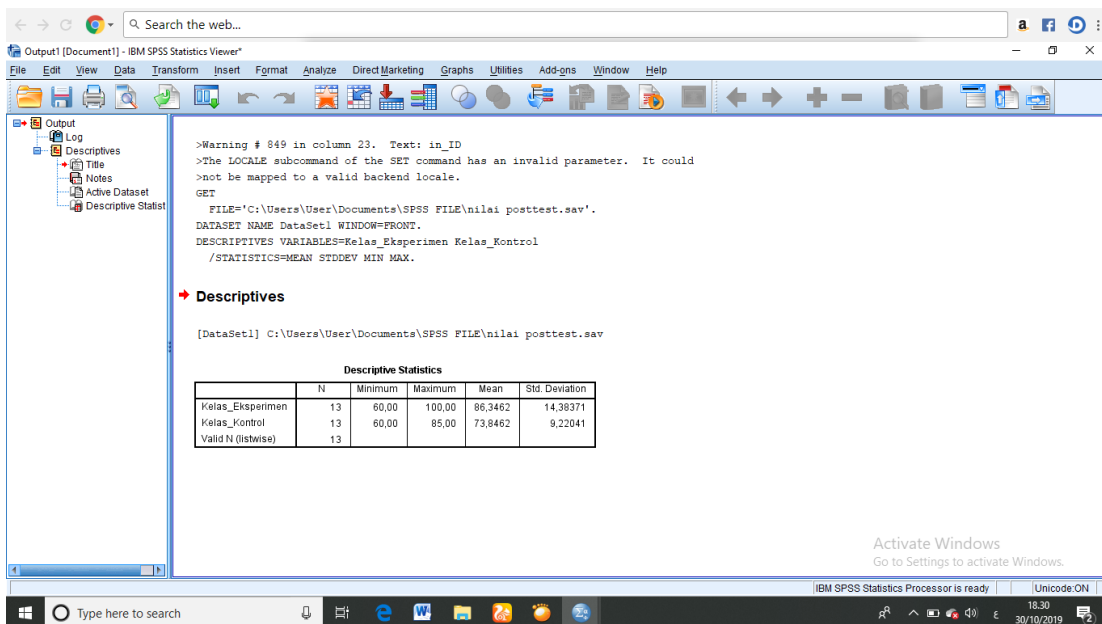 Search the web...
Output1 [Document1] - IBM SPSS Statistics Viewer*
File Edit View Data Transform Insert Format Analyze Direct Marketing Graphs Utilities Add-ons Window Help
Output
Log
Descriptives
Title
Notes
Active Dataset
Descriptive Statist
>Warning # 849 in column 23.  Text: in_ID
>The LOCALE subcommand of the SET command has an invalid parameter.  It could
>not be mapped to a valid backend locale.
GET
FILE='C:\Users\User\Documents\SPSS FILE\nilai posttest.sav'.
DATASET NAME DataSet1 WINDOW=FRONT.
DESCRIPTIVES VARIABLES=Kelas_Eksperimen Kelas_Kontrol
/STATISTICS=MEAN STDDEV MIN MAX.
Descriptives
[DataSet1] C:\Users\User\Documents\SPSS FILE\nilai posttest.sav
Descriptive Statistics
N Minimum Maximum Mean Std. Deviation
Kelas_Eksperimen 13 60,00 100,00 86,3462 14,38371
Kelas_Kontrol 13 60,00 85,00 73,8462 9,22041
Valid N (listwise) 13
Activate Windows
Go to Settings to activate Windows.
IBM SPSS Statistics Processor is ready Unicode:ON
Type here to search
18.30
30/10/2019